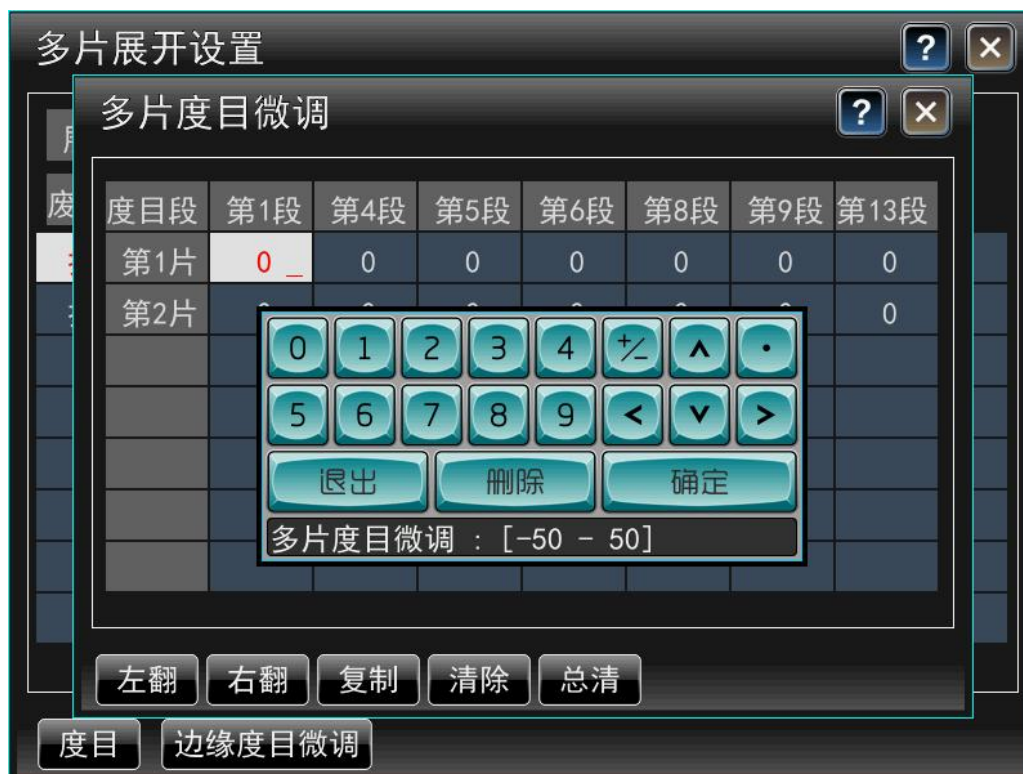 多片展开设置 ? ×
多片度目微调 ? ×
废
度目段 第1段 第4段 第5段 第6段 第8段 第9段 第13段
第1片 0 _ 0 0 0 0 0 0
第2片 0
0 1 2 3 4 +/- ∧ ·
5 6 7 8 9 < ∨ >
退出 删除 确定
多片度目微调 : [-50 - 50]
左翻 右翻 复制 清除 总清
度目 边缘度目微调